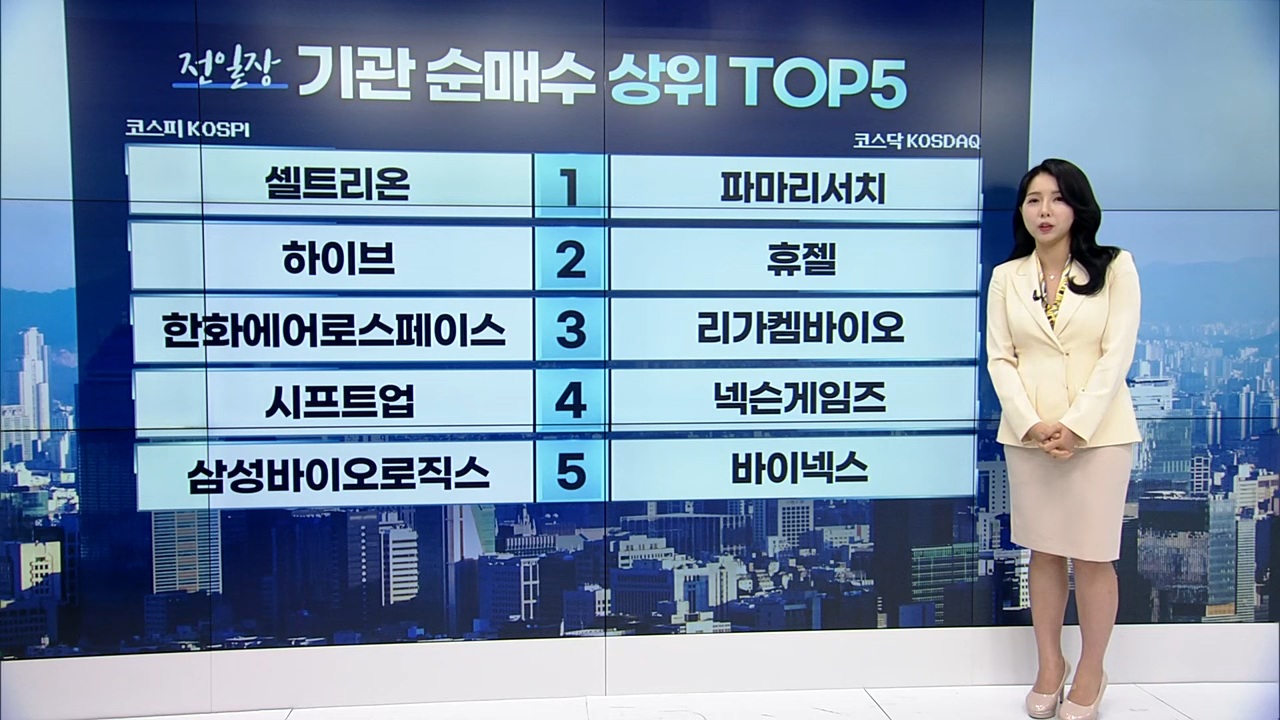 전일장 기관 순매수 상위 TOP5
코스피 KOSPI
코스닥 KOSDAQ
셀트리온 1 파마리서치
하이브 2 휴젤
한화에어로스페이스 3 리가켐바이오
시프트업 4 넥슨게임즈
삼성바이오로직스 5 바이넥스